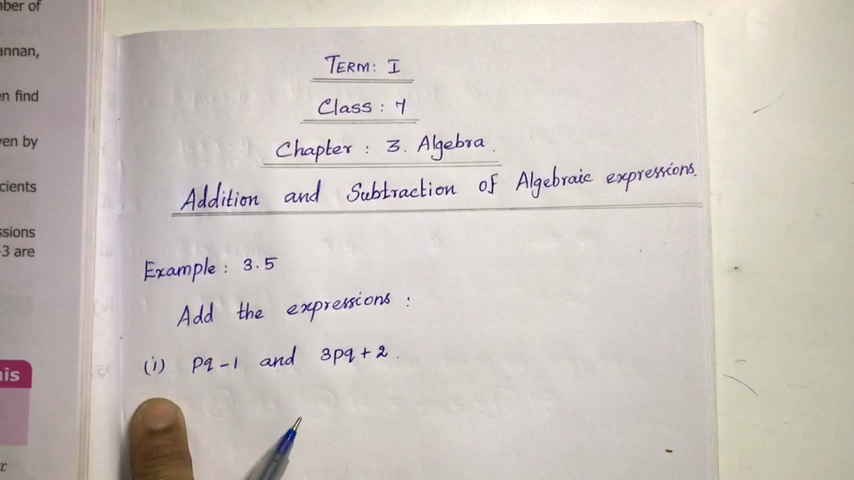 ber of
annan,
n find
en by
cients
ssions
3 are
is
x
TERM: I
Class: 7
Chapter: 3. Algebra.
Addition and Subtraction of Algebraic expressions.
Example: 3.5
Add the expressions:
(i) pq-1 and 3pq+2.